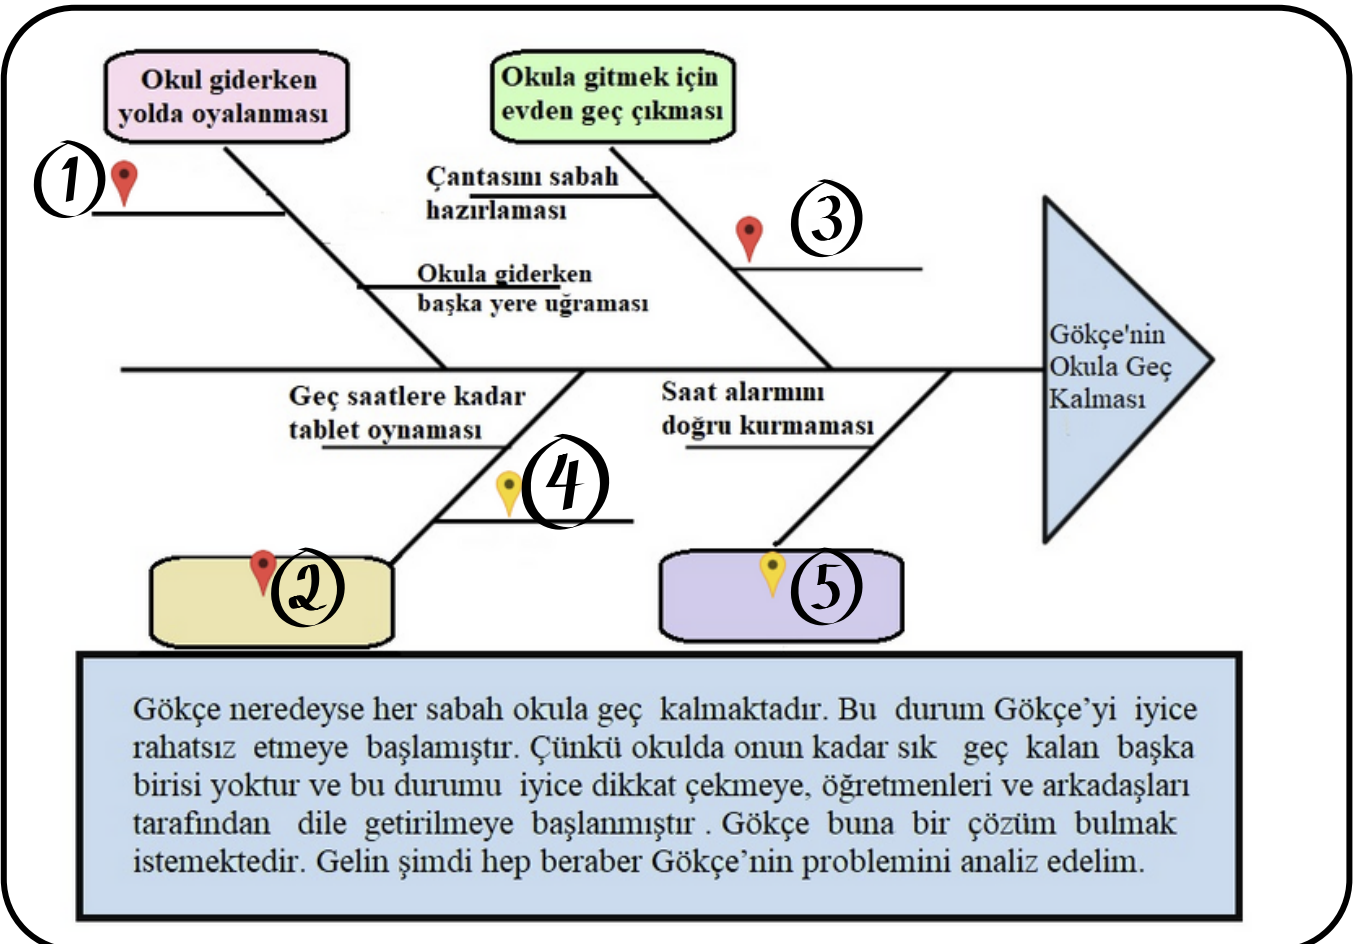 Okul giderken
yolda oyalanması
Okula gitmek için
evden geç çıkması
1
Çantasını sabah
hazırlaması
3
Okula giderken
başka yere uğraması
Gökçe'nin
Okula Geç
Kalması
Geç saatlere kadar
tablet oynaması
Saat alarmını
doğru kurmaması
4
2
5
Gökçe neredeyse her sabah okula geç kalmaktadır. Bu durum Gökçe’yi iyice
rahatsız etmeye başlamıştır. Çünkü okulda onun kadar sık geç kalan başka
birisi yoktur ve bu durumu iyice dikkat çekmeye, öğretmenleri ve arkadaşları
tarafından dile getirilmeye başlanmıştır . Gökçe buna bir çözüm bulmak
istemektedir. Gelin şimdi hep beraber Gökçe’nin problemini analiz edelim.